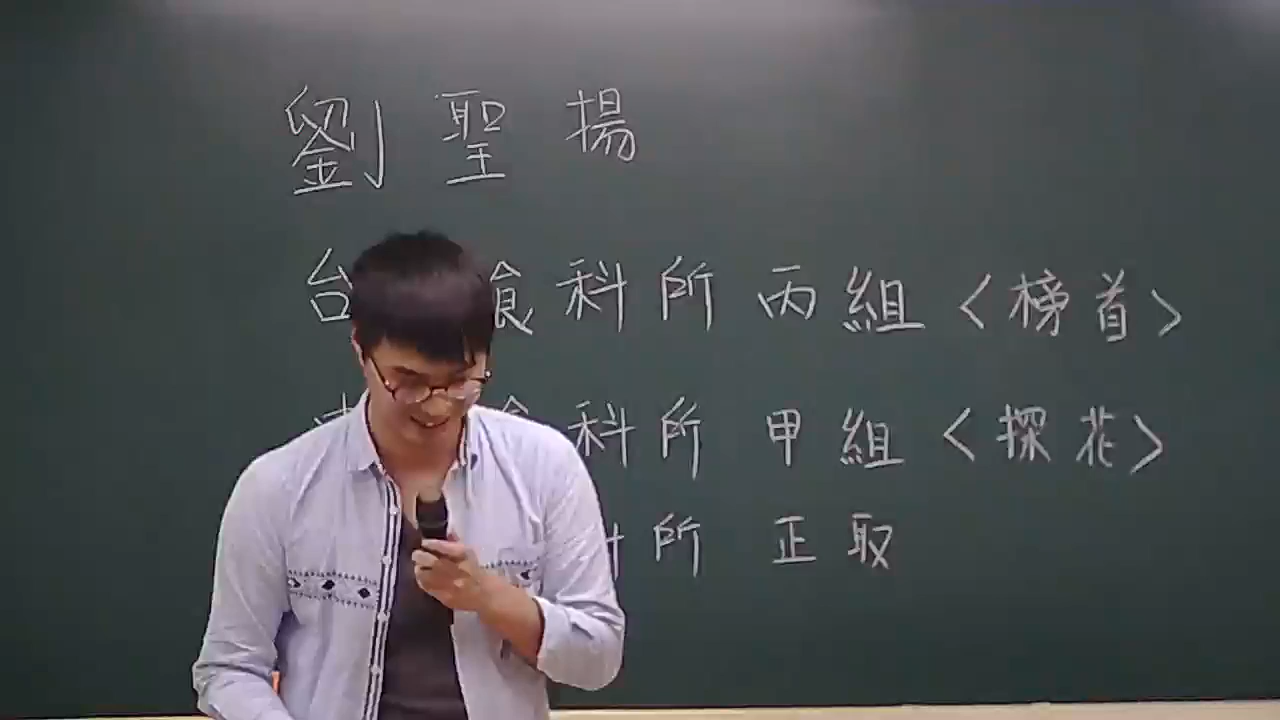 劉聖揚
台 食科所 丙組 <榜首>
科所 甲組 <探花>
所 正取